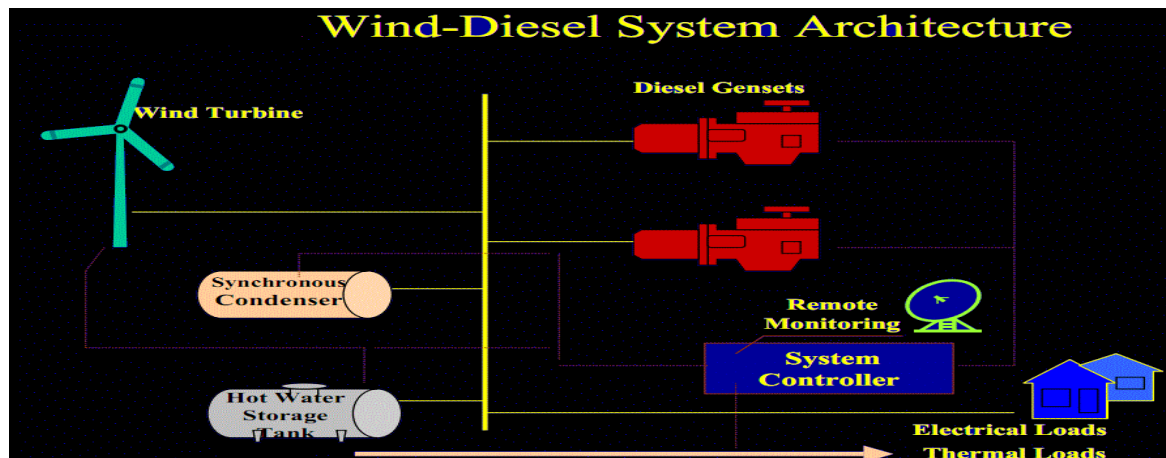 Wind-Diesel System Architecture
Diesel Gensets
Wind Turbine
Synchronous
Condenser
Remote
Monitoring
System
Controller
Hot Water
Storage
Tank
Electrical Loads
Thermal Loads